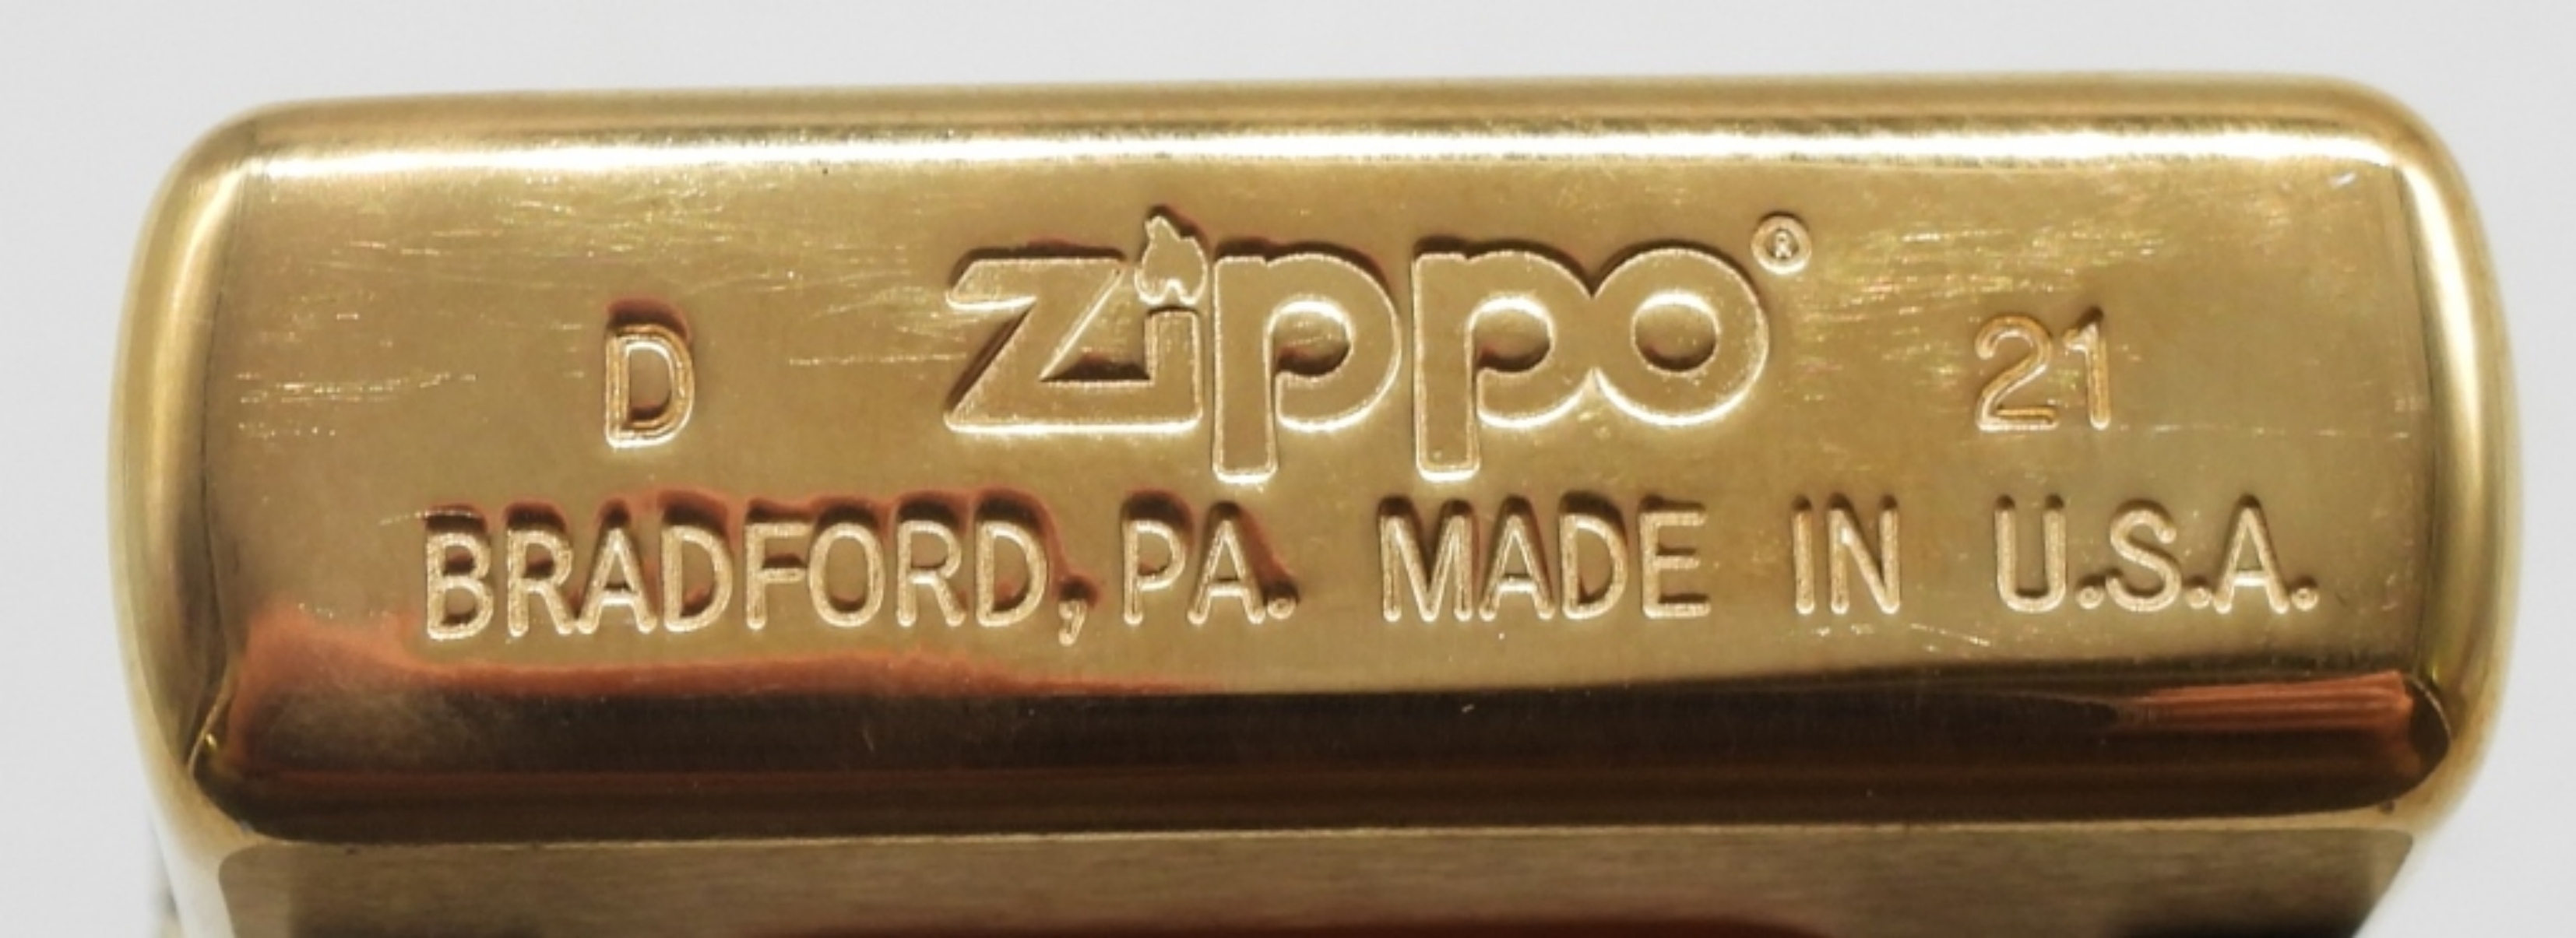 D zippo® 21
BRADFORD, PA. MADE IN U.S.A.